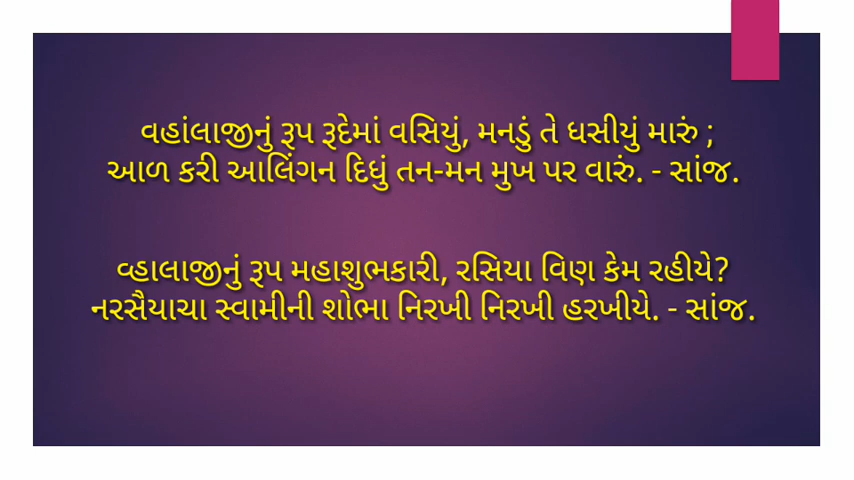 વહાંલાજીનું રૂપ રૂદેમાં વસિયું, મનડું તે ધસીયું મારું ;
આળ કરી આલિંગન દિધું તન-મન મુખ પર વારું. - સાંજ.
વ્હાલાજીનું રૂપ મહાશુભકારી, રસિયા વિણ કેમ રહીયે?
નરસૈયાચા સ્વામીની શોભા નિરખી નિરખી હરખીયે. - સાંજ.